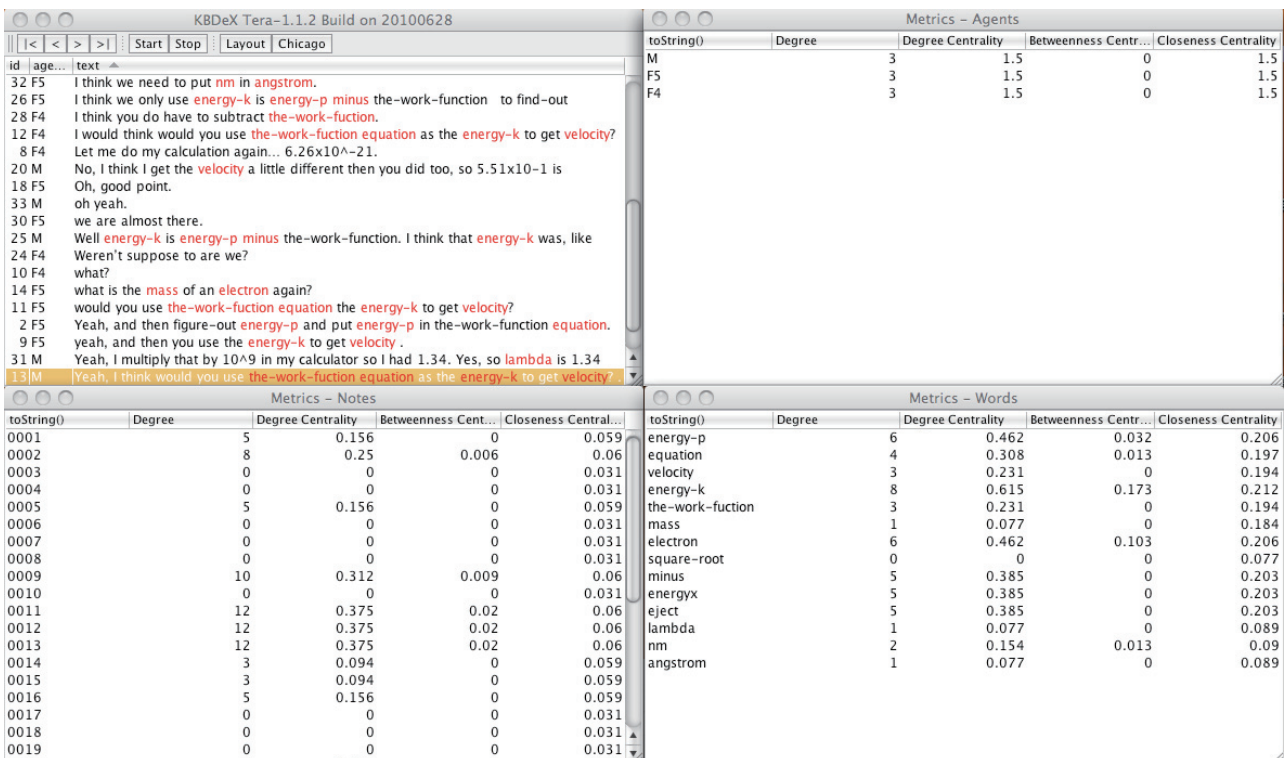 KBDeX Tera-1.1.2 Build on 20100628
|< < > >| Start Stop Layout Chicago
id age... text
32 F5 I think we need to put nm in angstrom.
26 F5 I think we only use energy-k is energy-p minus the-work-function to find-out
28 F4 I think you do have to subtract the-work-fuction.
12 F4 I would think would you use the-work-fuction equation as the energy-k to get velocity?
8 F4 Let me do my calculation again... 6.26x10^-21.
20 M No, I think I get the velocity a little different then you did too, so 5.51x10-1 is
18 F5 Oh, good point.
33 M oh yeah.
30 F5 we are almost there.
25 M Well energy-k is energy-p minus the-work-function. I think that energy-k was, like
24 F4 Weren't suppose to are we?
10 F4 what?
14 F5 what is the mass of an electron again?
11 F5 would you use the-work-fuction equation the energy-k to get velocity?
2 F5 Yeah, and then figure-out energy-p and put energy-p in the-work-function equation.
9 F5 yeah, and then you use the energy-k to get velocity .
31 M Yeah, I multiply that by 10^9 in my calculator so I had 1.34. Yes, so lambda is 1.34
13 M Yeah, I think would you use the-work-fuction equation as the energy-k to get velocity? .
Metrics - Agents
toString() Degree Degree Centrality Betweenness Centr... Closeness Centrality
M 3 1.5 0 1.5
F5 3 1.5 0 1.5
F4 3 1.5 0 1.5
Metrics - Notes
toString() Degree Degree Centrality Betweenness Cent... Closeness Central...
0001 5 0.156 0 0.059
0002 8 0.25 0.006 0.06
0003 0 0 0 0.031
0004 0 0 0 0.031
0005 5 0.156 0 0.059
0006 0 0 0 0.031
0007 0 0 0 0.031
0008 0 0 0 0.031
0009 10 0.312 0.009 0.06
0010 0 0 0 0.031
0011 12 0.375 0.02 0.06
0012 12 0.375 0.02 0.06
0013 12 0.375 0.02 0.06
0014 3 0.094 0 0.059
0015 3 0.094 0 0.059
0016 5 0.156 0 0.059
0017 0 0 0 0.031
0018 0 0 0 0.031
0019 0 0 0 0.031
Metrics - Words
toString() Degree Degree Centrality Betweenness Centr... Closeness Centrality
energy-p 6 0.462 0.032 0.206
equation 4 0.308 0.013 0.197
velocity 3 0.231 0 0.194
energy-k 8 0.615 0.173 0.212
the-work-fuction 3 0.231 0 0.194
mass 1 0.077 0 0.184
electron 6 0.462 0.103 0.206
square-root 0 0 0 0.077
minus 5 0.385 0 0.203
energyx 5 0.385 0 0.203
eject 5 0.385 0 0.203
lambda 1 0.077 0 0.089
nm 2 0.154 0.013 0.09
angstrom 1 0.077 0 0.089